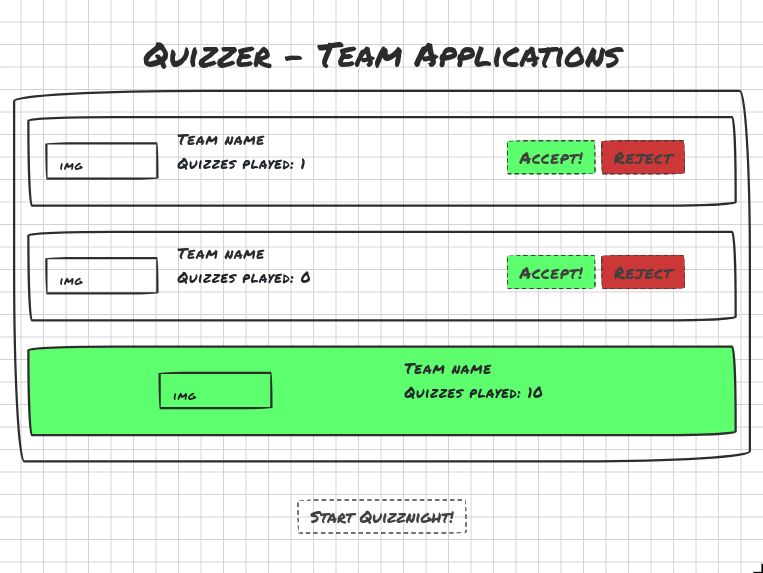 Quizzer - Team Applications
img
Team name
Quizzes played: 1
Accept!
Reject
img
Team name
Quizzes played: 0
Accept!
Reject
img
Team name
Quizzes played: 10
Start Quizznight!